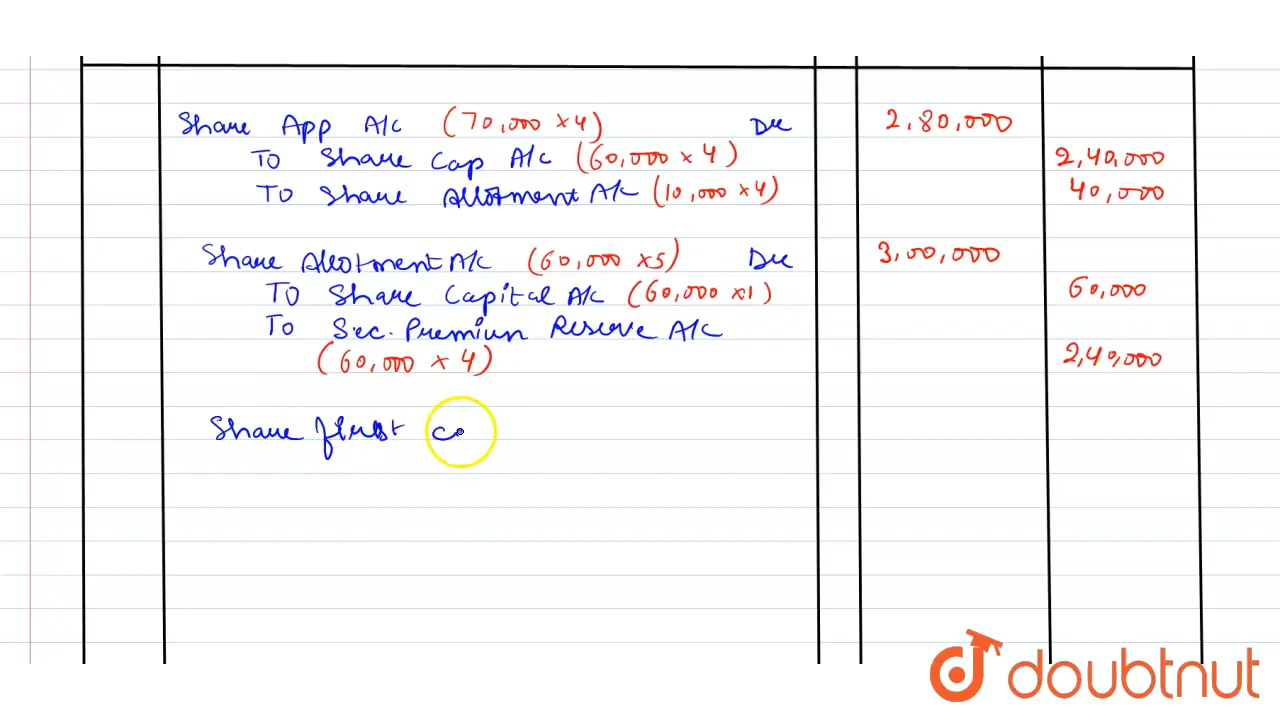 Share App A/c (70,000 × 4) Dr 2,80,000
To Share Cap A/c (60,000 × 4) 2,40,000
To Share Allotment A/c (10,000 × 4) 40,000
Share Allotment A/c (60,000 × 5) Dr 3,00,000
To Share Capital A/c (60,000 × 1) 60,000
To Sec. Premium Reserve A/c
(60,000 × 4) 2,40,000
Share first c
doubtnut